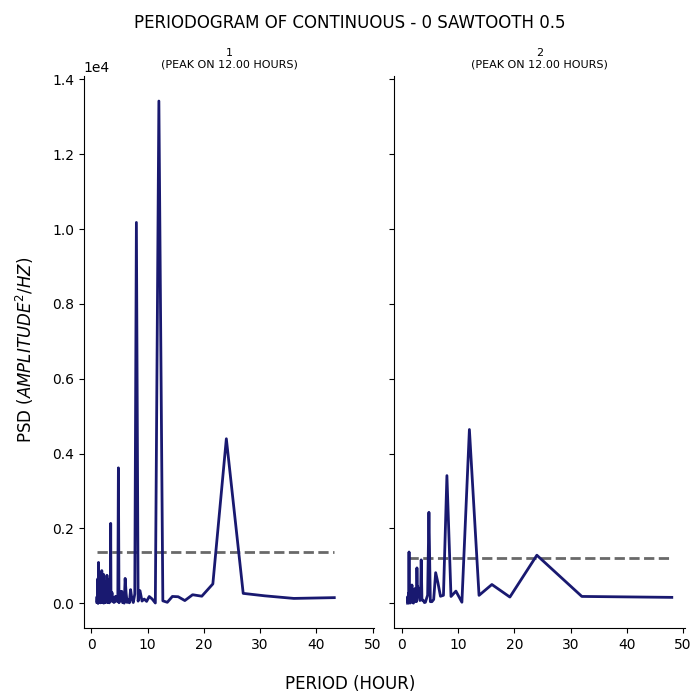 PERIODOGRAM OF CONTINUOUS - 0 SAWTOOTH 0.5
1
(PEAK ON 12.00 HOURS)
2
(PEAK ON 12.00 HOURS)
1e4
1.4
1.2
1.0
0.8
0.6
0.4
0.2
0.0
PSD (AMPLITUDE²/HZ)
0 10 20 30 40 50
0 10 20 30 40 50
PERIOD (HOUR)